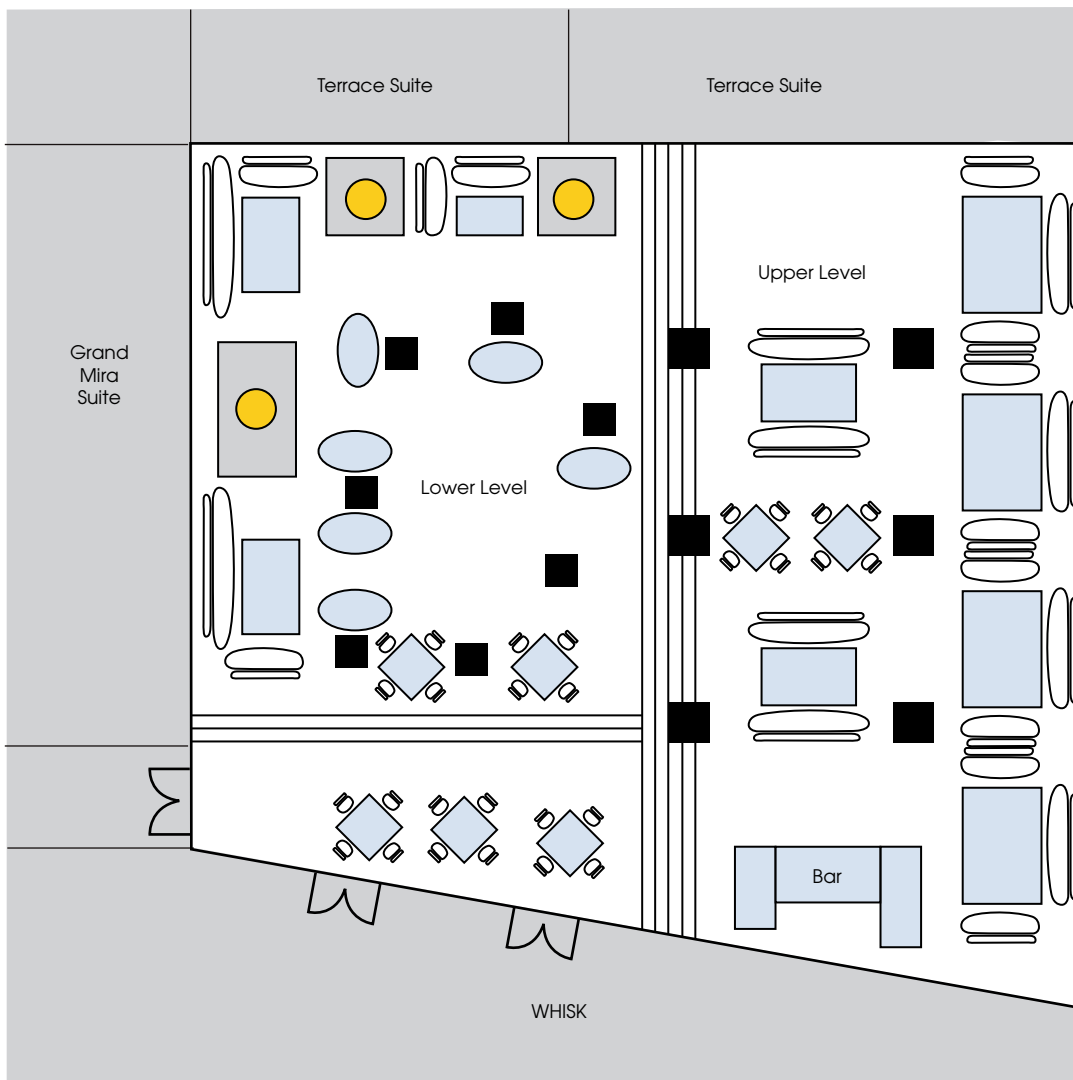 Terrace Suite
Terrace Suite
Upper Level
Grand
Mira
Suite
Lower Level
Bar
WHISK